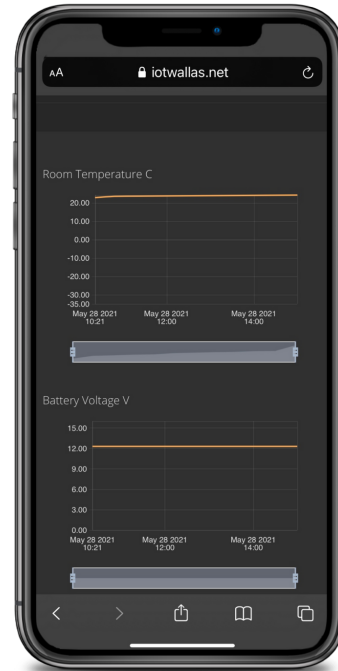 AA iotwallas.net
Room Temperature C
20.00
10.00
0.00
-10.00
-20.00
-30.00
-35.00
May 28 2021 May 28 2021 May 28 2021
10:21 12:00 14:00
Battery Voltage V
15.00
12.00
9.00
6.00
3.00
0.00
May 28 2021 May 28 2021 May 28 2021
10:21 12:00 14:00